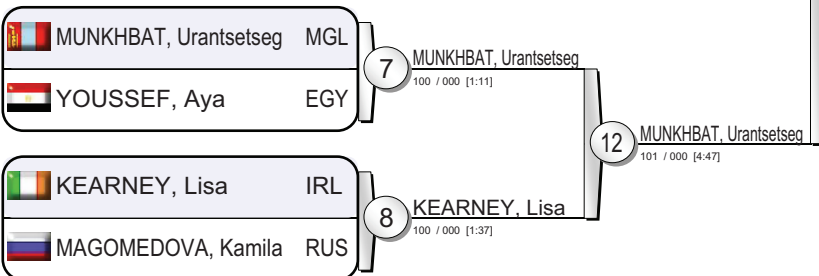 MUNKHBAT, Urantsetseg MGL
YOUSSEF, Aya EGY
7
MUNKHBAT, Urantsetseg
100 / 000 [1:11]
12
MUNKHBAT, Urantsetseg
101 / 000 [4:47]
KEARNEY, Lisa IRL
MAGOMEDOVA, Kamila RUS
8
KEARNEY, Lisa
100 / 000 [1:37]